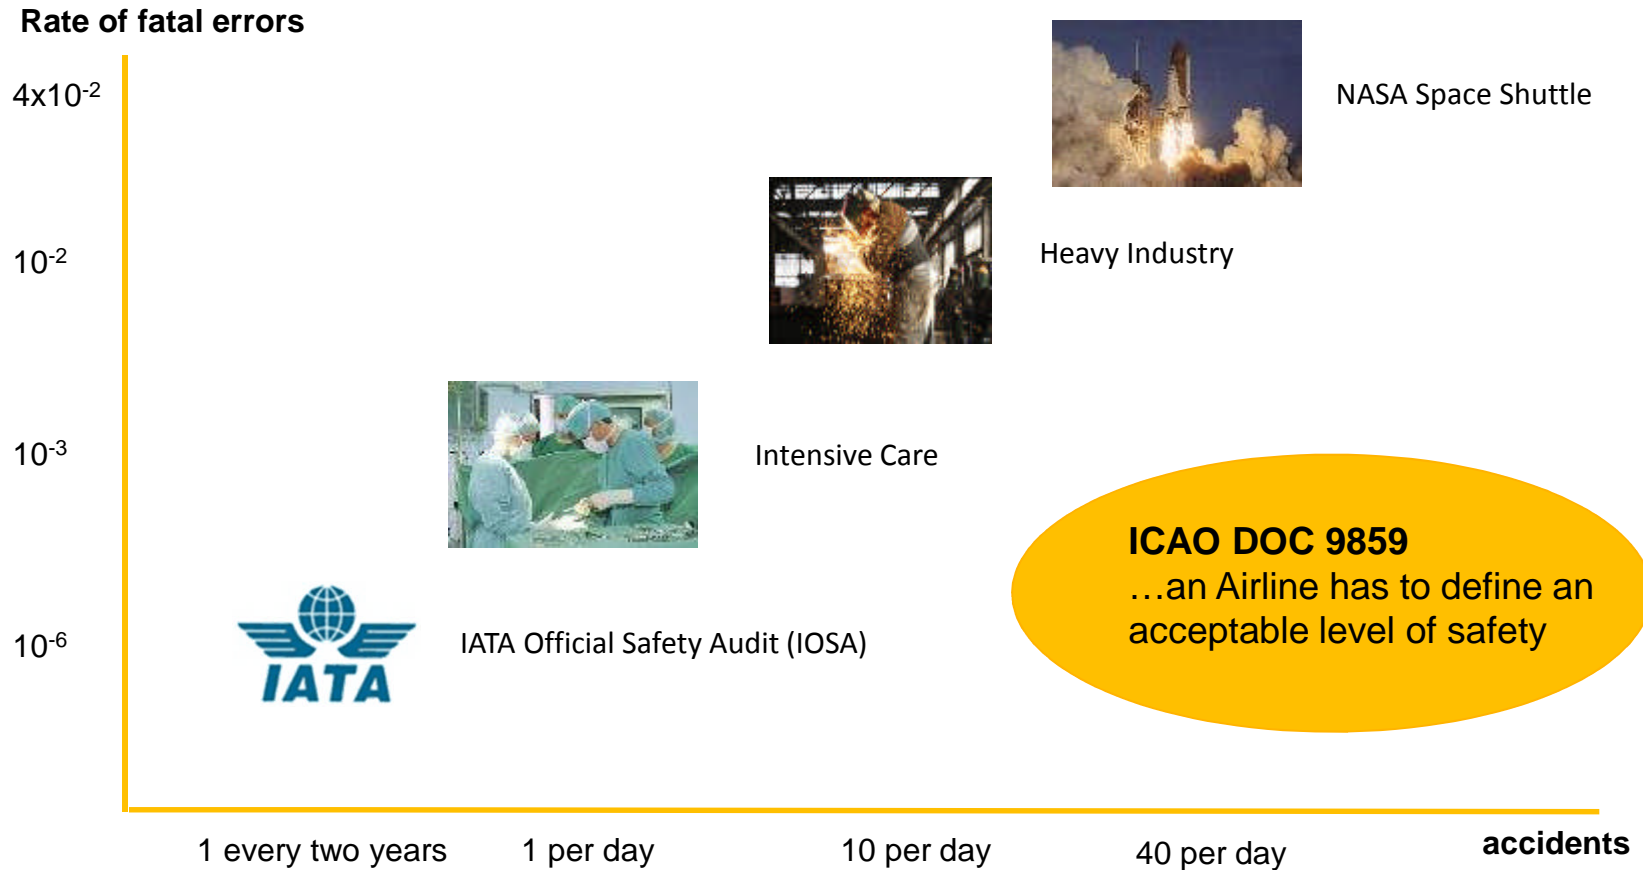 Rate of fatal errors
4x10⁻²
NASA Space Shuttle
10⁻²
Heavy Industry
10⁻³
Intensive Care
ICAO DOC 9859
…an Airline has to define an
acceptable level of safety
10⁻⁶
IATA
IATA Official Safety Audit (IOSA)
1 every two years
1 per day
10 per day
40 per day
accidents